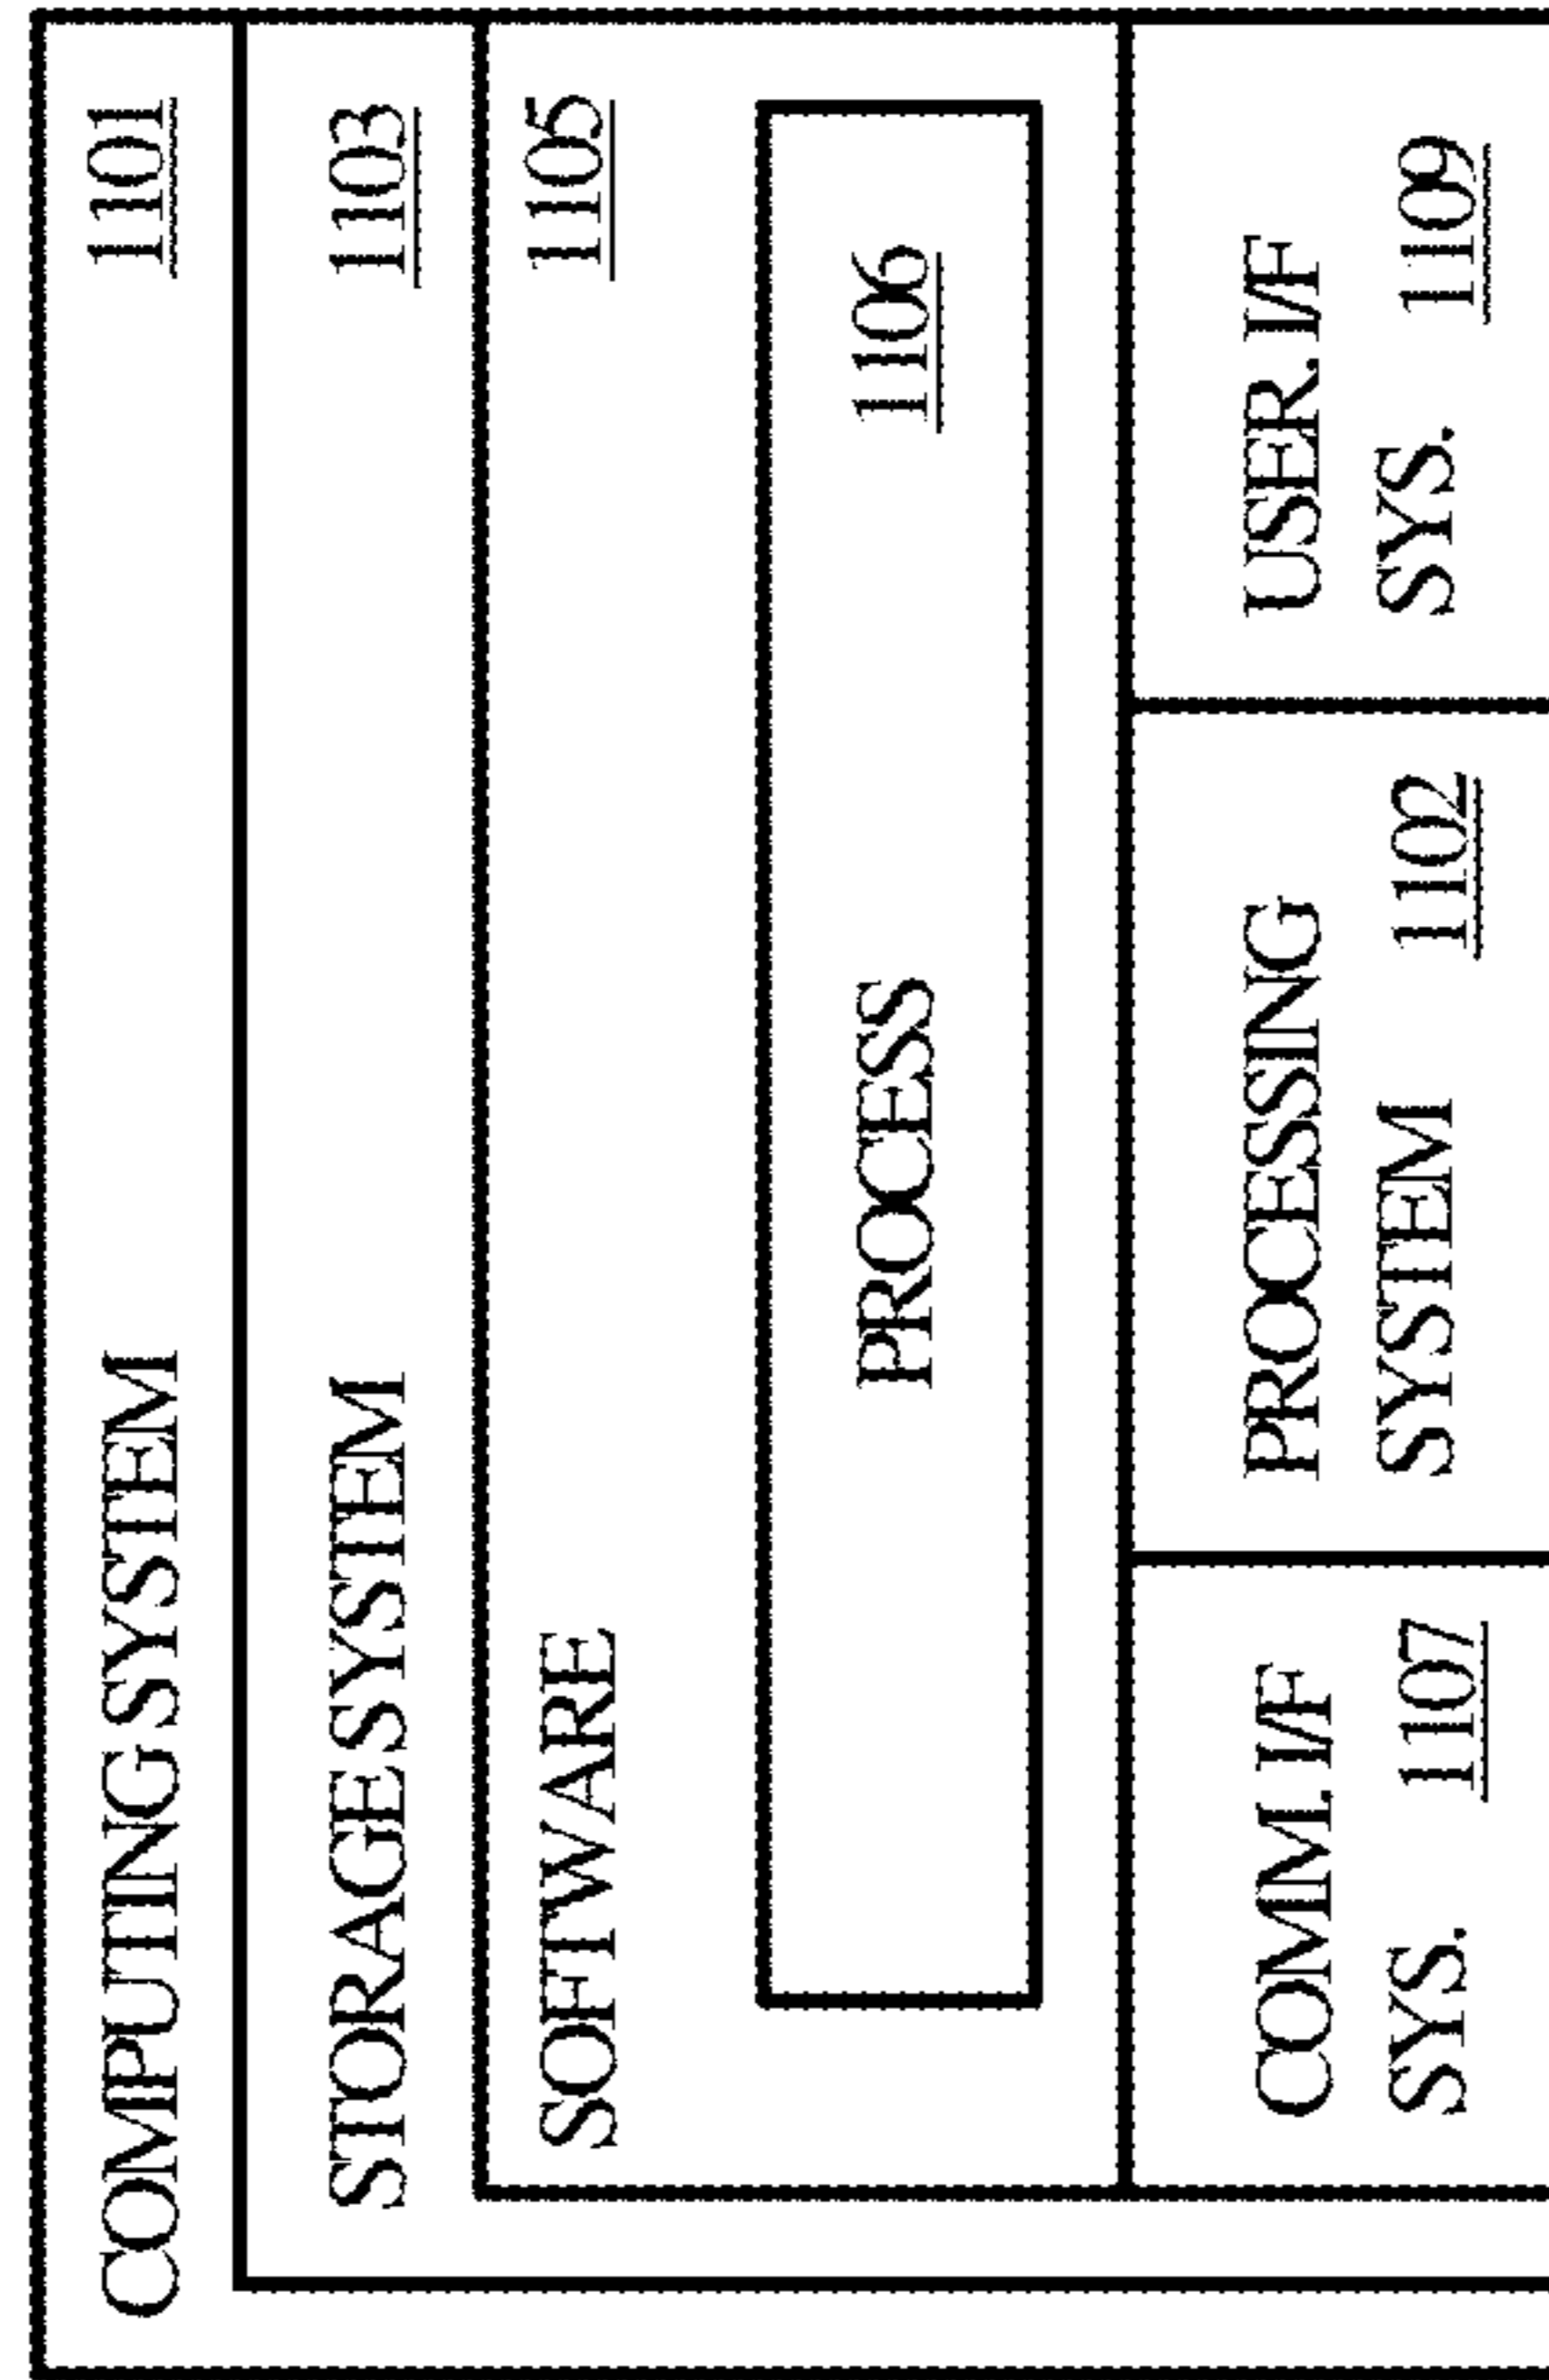 COMPUTING SYSTEM 1101
STORAGE SYSTEM 1103
SOFTWARE 1105
PROCESS 1106
COMM. I/F
SYS. 1107
PROCESSING
SYSTEM 1102
USER. I/F
SYS. 1109